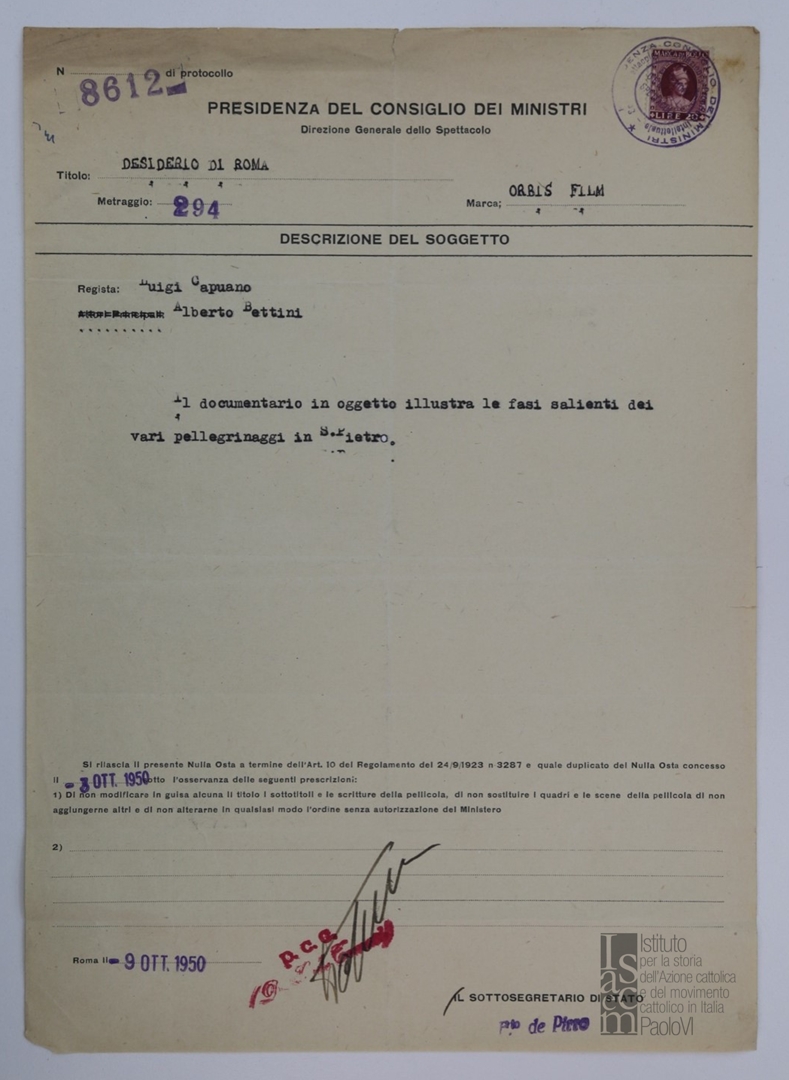 N 8612 di protocollo
PRESIDENZA DEL CONSIGLIO DEI MINISTRI
Direzione Generale dello Spettacolo
LIRE
Titolo: DESIDERIO DI ROMA
Metraggio: 294
Marca; ORBIS FILM
DESCRIZIONE DEL SOGGETTO
Regista: Luigi Capuano
Alberto Bettini
Il documentario in oggetto illustra le fasi salienti dei
vari pellegrinaggi in S.Pietro.
Si rilascia il presente Nulla Osta a termine dell'Art. 10 del Regolamento del 24/9/1923 n·3287 e quale duplicato del Nulla Osta concesso
il - 3 OTT. 1950 sotto l'osservanza delle seguenti prescrizioni:
1) Di non modificare in guisa alcuna il titolo i sottotitoli e le scritture della pellicola, di non sostituire i quadri e le scene della pellicola di non
aggiungerne altri e di non alterarne in qualsiasi modo l'ordine senza autorizzazione del Ministero
2)
p.c.c.
Roma li - 9 OTT. 1950
IL SOTTOSEGRETARIO DI STATO
de Pirro
Isacem
Istituto
per la storia
dell'Azione cattolica
e del movimento
cattolico in Italia
PaoloVI